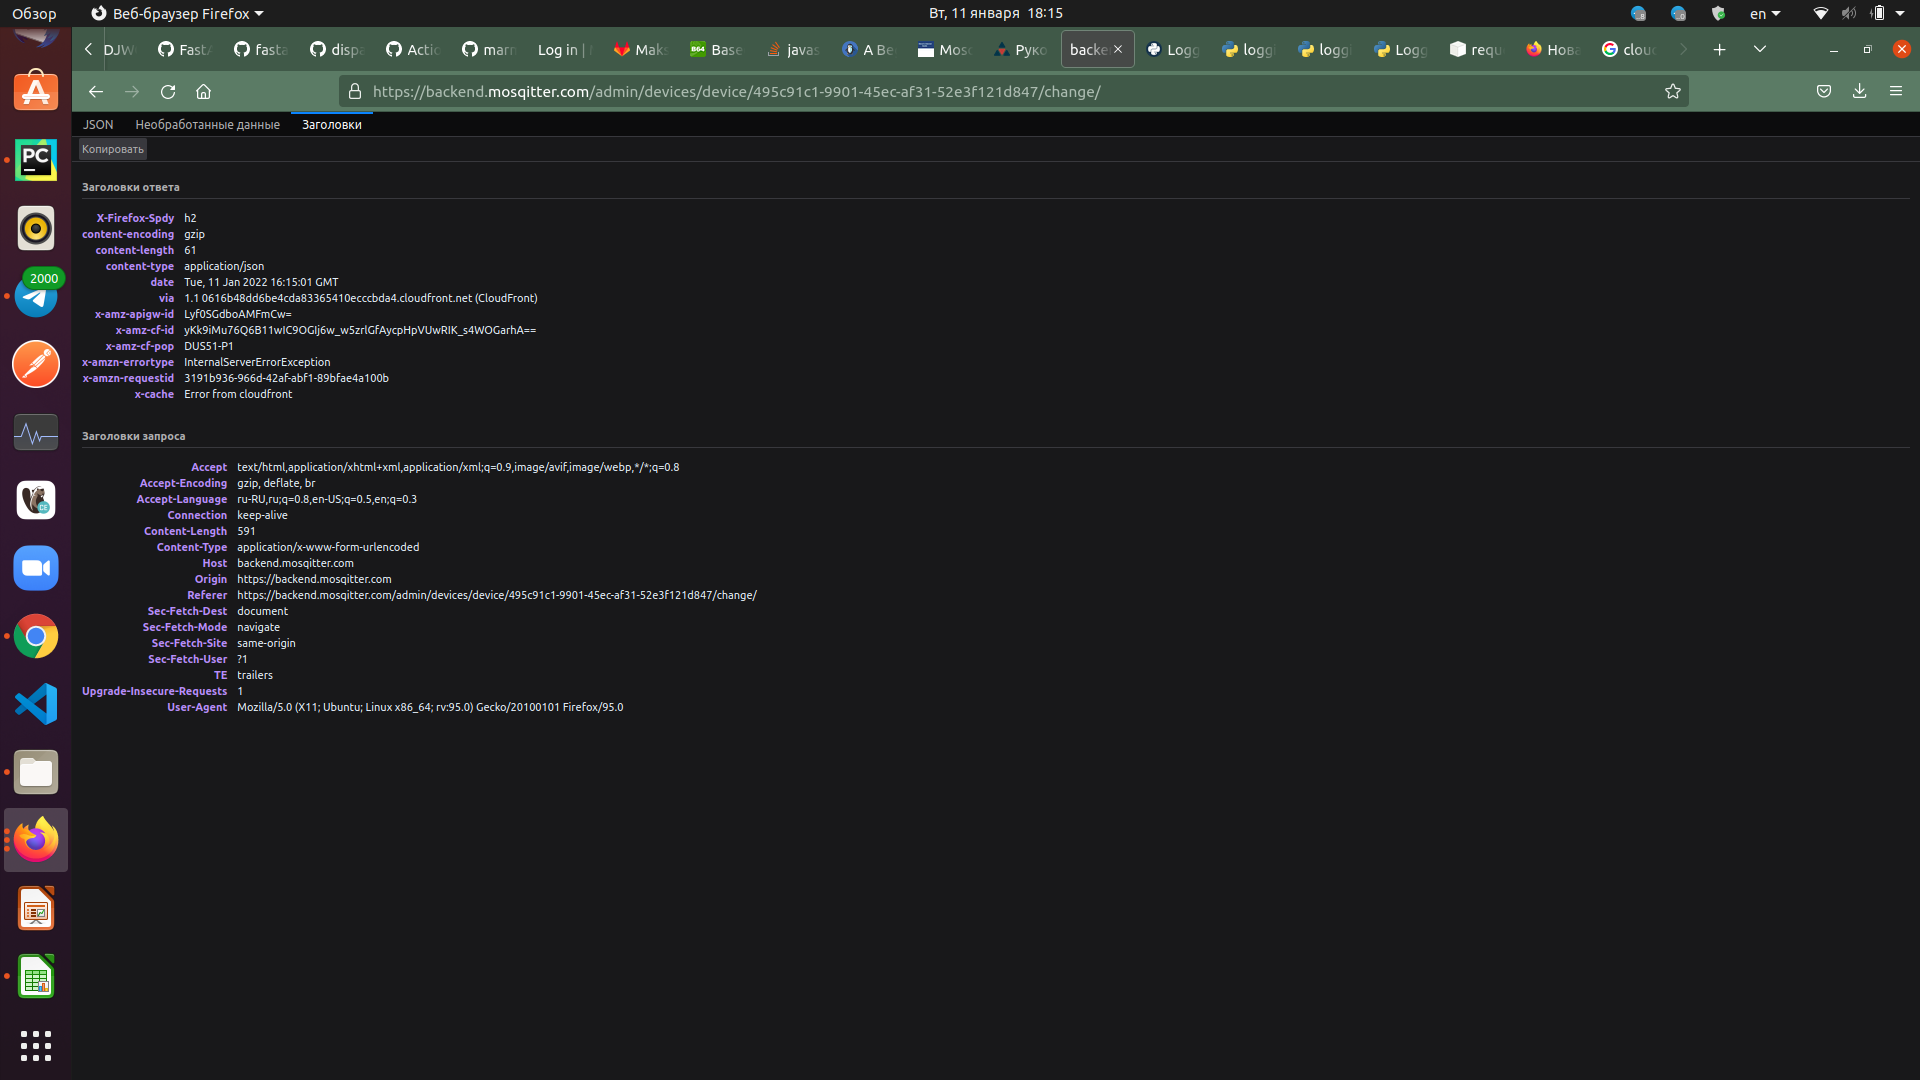 Обзор
Веб-браузер Firefox
Вт, 11 января 18:15
en
DJW
FastA
fasta
dispa
Actio
marm
Log in |
Mak
B64 Base
javas
A Be
Mosq
Руко
backe
Logg
loggi
loggi
Logg
requ
Нова
clou
https://backend.mosqitter.com/admin/devices/device/495c91c1-9901-45ec-af31-52e3f121d847/change/
JSON
Необработанные данные
Заголовки
Копировать
Заголовки ответа
X-Firefox-Spdy h2
content-encoding gzip
content-length 61
content-type application/json
date Tue, 11 Jan 2022 16:15:01 GMT
via 1.1 0616b48dd6be4cda83365410ecccbda4.cloudfront.net (CloudFront)
x-amz-apigw-id Lyf0SGdboAMFmCw=
x-amz-cf-id yKk9iMu76Q6B11wIC9OGlj6w_w5zrlGfAycpHpVUwRIK_s4WOGarhA==
x-amz-cf-pop DUS51-P1
x-amzn-errortype InternalServerErrorException
x-amzn-requestid 3191b936-966d-42af-abf1-89bfae4a100b
x-cache Error from cloudfront
Заголовки запроса
Accept text/html,application/xhtml+xml,application/xml;q=0.9,image/avif,image/webp,*/*;q=0.8
Accept-Encoding gzip, deflate, br
Accept-Language ru-RU,ru;q=0.8,en-US;q=0.5,en;q=0.3
Connection keep-alive
Content-Length 591
Content-Type application/x-www-form-urlencoded
Host backend.mosqitter.com
Origin https://backend.mosqitter.com
Referer https://backend.mosqitter.com/admin/devices/device/495c91c1-9901-45ec-af31-52e3f121d847/change/
Sec-Fetch-Dest document
Sec-Fetch-Mode navigate
Sec-Fetch-Site same-origin
Sec-Fetch-User ?1
TE trailers
Upgrade-Insecure-Requests 1
User-Agent Mozilla/5.0 (X11; Ubuntu; Linux x86_64; rv:95.0) Gecko/20100101 Firefox/95.0
PC
2000
CE